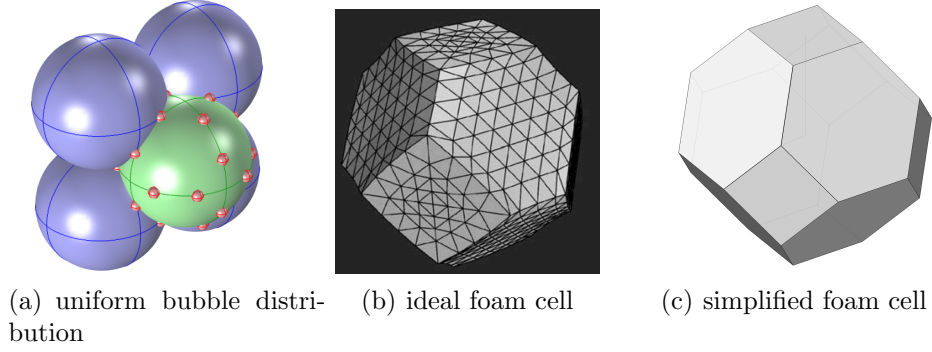 (a) uniform bubble distri-
bution
(b) ideal foam cell
(c) simplified foam cell